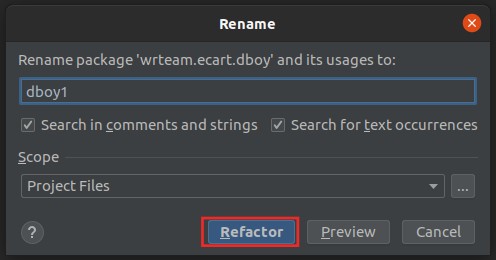 Rename
Rename package 'wrteam.ecart.dboy' and its usages to:
dboy1
Search in comments and strings Search for text occurrences
Scope
Project Files ...
? Refactor Preview Cancel